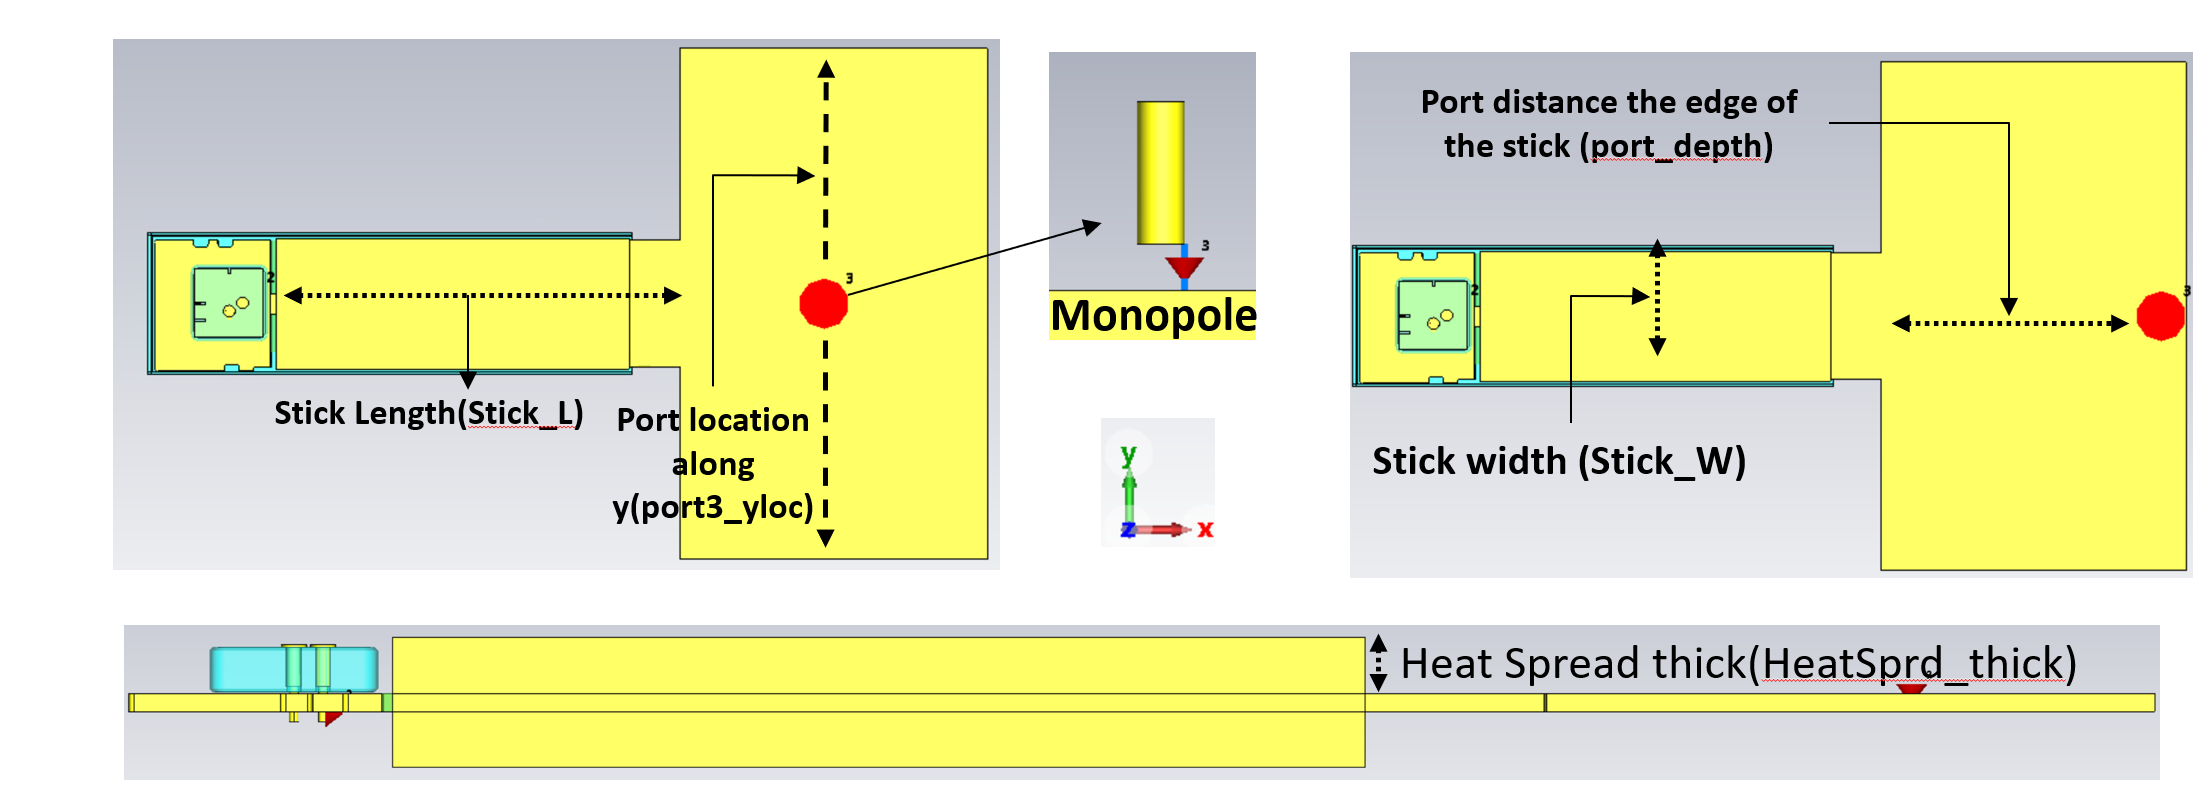 2
Stick Length(Stick_L)
3
Port location
along
y(port3_yloc)
3
Monopole
y
z
x
Port distance the edge of
the stick (port_depth)
2
3
Stick width (Stick_W)
Heat Spread thick(HeatSprd_thick)